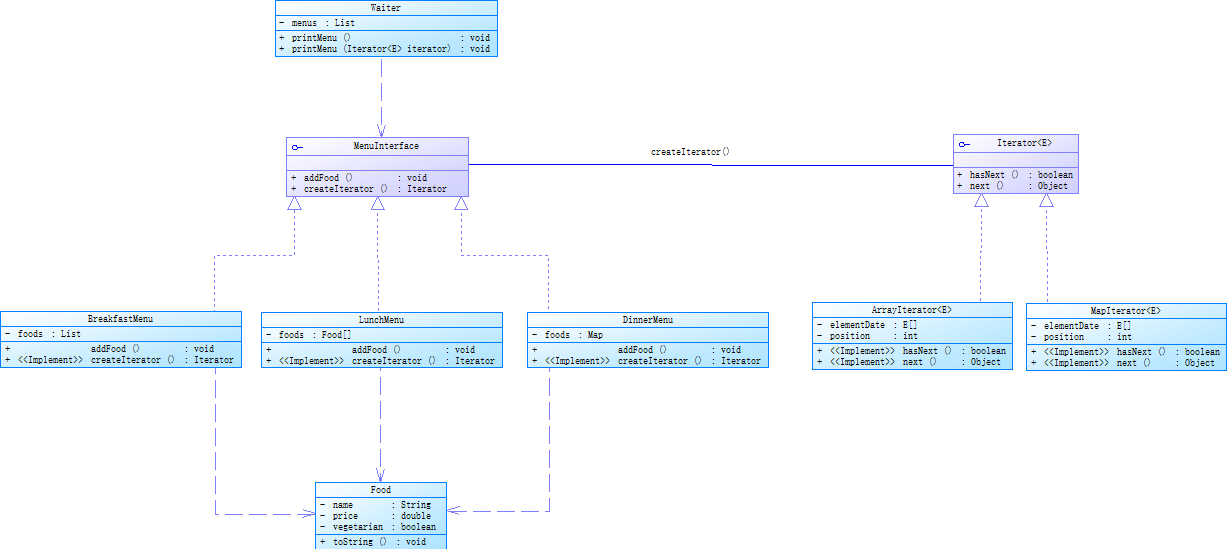 Waiter
- menus : List
+ printMenu () : void
+ printMenu (Iterator<E> iterator) : void
MenuInterface
+ addFood () : void
+ createIterator () : Iterator
createIterator()
Iterator<E>
+ hasNext () : boolean
+ next () : Object
BreakfastMenu
- foods : List
+ addFood () : void
+ <<Implement>> createIterator () : Iterator
LunchMenu
- foods : Food[]
+ addFood () : void
+ <<Implement>> createIterator () : Iterator
DinnerMenu
- foods : Map
+ addFood () : void
+ <<Implement>> createIterator () : Iterator
ArrayIterator<E>
- elementDate : E[]
- position : int
+ <<Implement>> hasNext () : boolean
+ <<Implement>> next () : Object
MapIterator<E>
- elementDate : E[]
- position : int
+ <<Implement>> hasNext () : boolean
+ <<Implement>> next () : Object
Food
- name : String
- price : double
- vegetarian : boolean
+ toString () : void